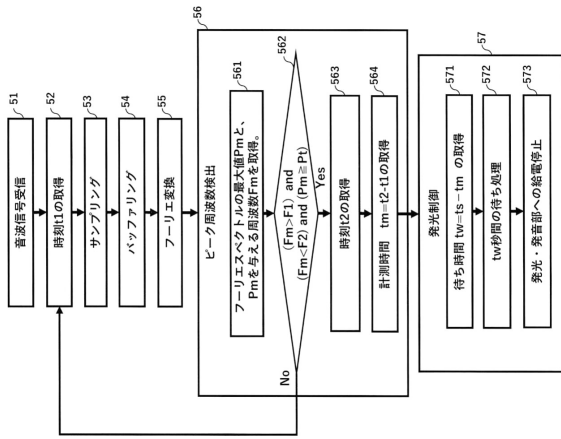 51
音波信号受信
52
時刻t1の取得
53
サンプリング
54
バッファリング
55
フーリエ変換
56
ピーク周波数検出
561
フーリエスペクトルの最大値Pmと、
Pmを与える周波数Fmを取得。
562
(Fm>F1) and
(Fm<F2) and (Pm≧Pt)
No
Yes
563
時刻t2の取得
564
計測時間 tm=t2-t1の取得
57
発光制御
571
待ち時間 tw=ts-tm の取得
572
tw秒間の待ち処理
573
発光・発音部への給電停止